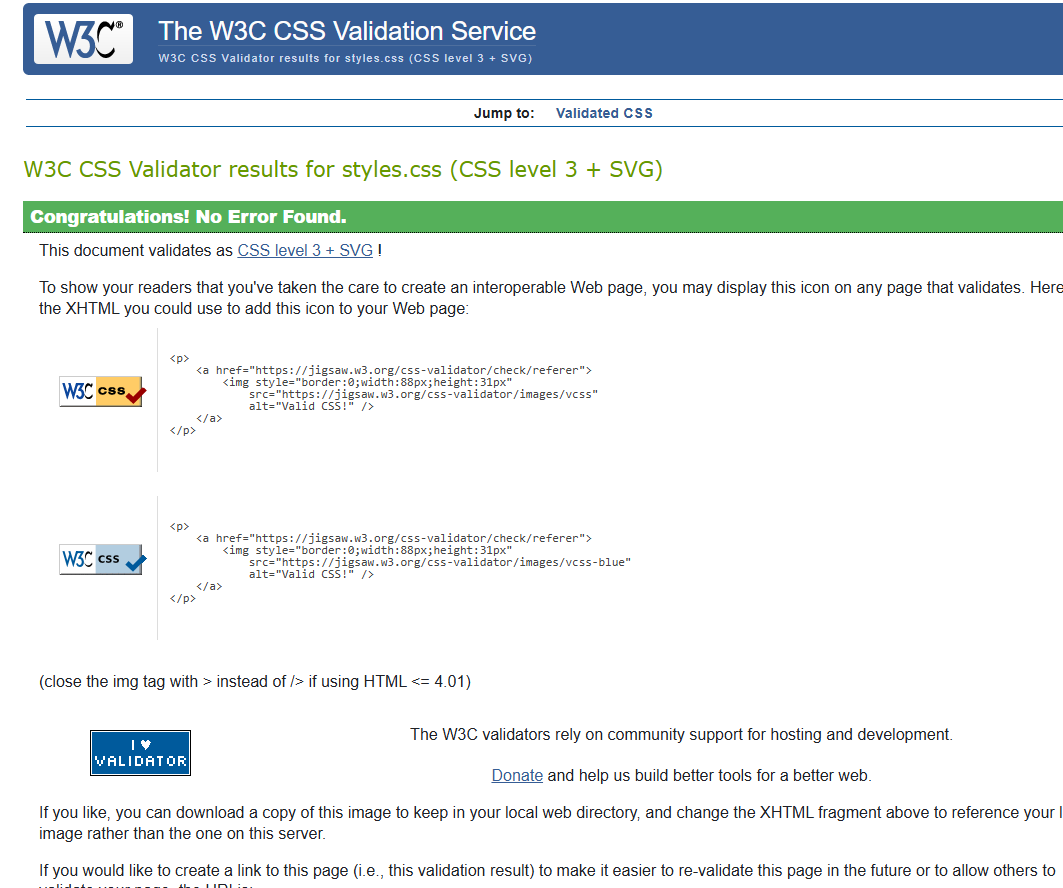 W3C®
The W3C CSS Validation Service
W3C CSS Validator results for styles.css (CSS level 3 + SVG)
Jump to: Validated CSS
W3C CSS Validator results for styles.css (CSS level 3 + SVG)
Congratulations! No Error Found.
This document validates as CSS level 3 + SVG !
To show your readers that you've taken the care to create an interoperable Web page, you may display this icon on any page that validates. Here
the XHTML you could use to add this icon to your Web page:
W3C css
<p>
    <a href="https://jigsaw.w3.org/css-validator/check/referer">
        <img style="border:0;width:88px;height:31px"
            src="https://jigsaw.w3.org/css-validator/images/vcss"
            alt="Valid CSS!" />
    </a>
</p>
W3C css
<p>
    <a href="https://jigsaw.w3.org/css-validator/check/referer">
        <img style="border:0;width:88px;height:31px"
            src="https://jigsaw.w3.org/css-validator/images/vcss-blue"
            alt="Valid CSS!" />
    </a>
</p>
(close the img tag with > instead of /> if using HTML <= 4.01)
I ♥
VALIDATOR
The W3C validators rely on community support for hosting and development.
Donate and help us build better tools for a better web.
If you like, you can download a copy of this image to keep in your local web directory, and change the XHTML fragment above to reference your l
image rather than the one on this server.
If you would like to create a link to this page (i.e., this validation result) to make it easier to re-validate this page in the future or to allow others to
validate your page, the URI is: